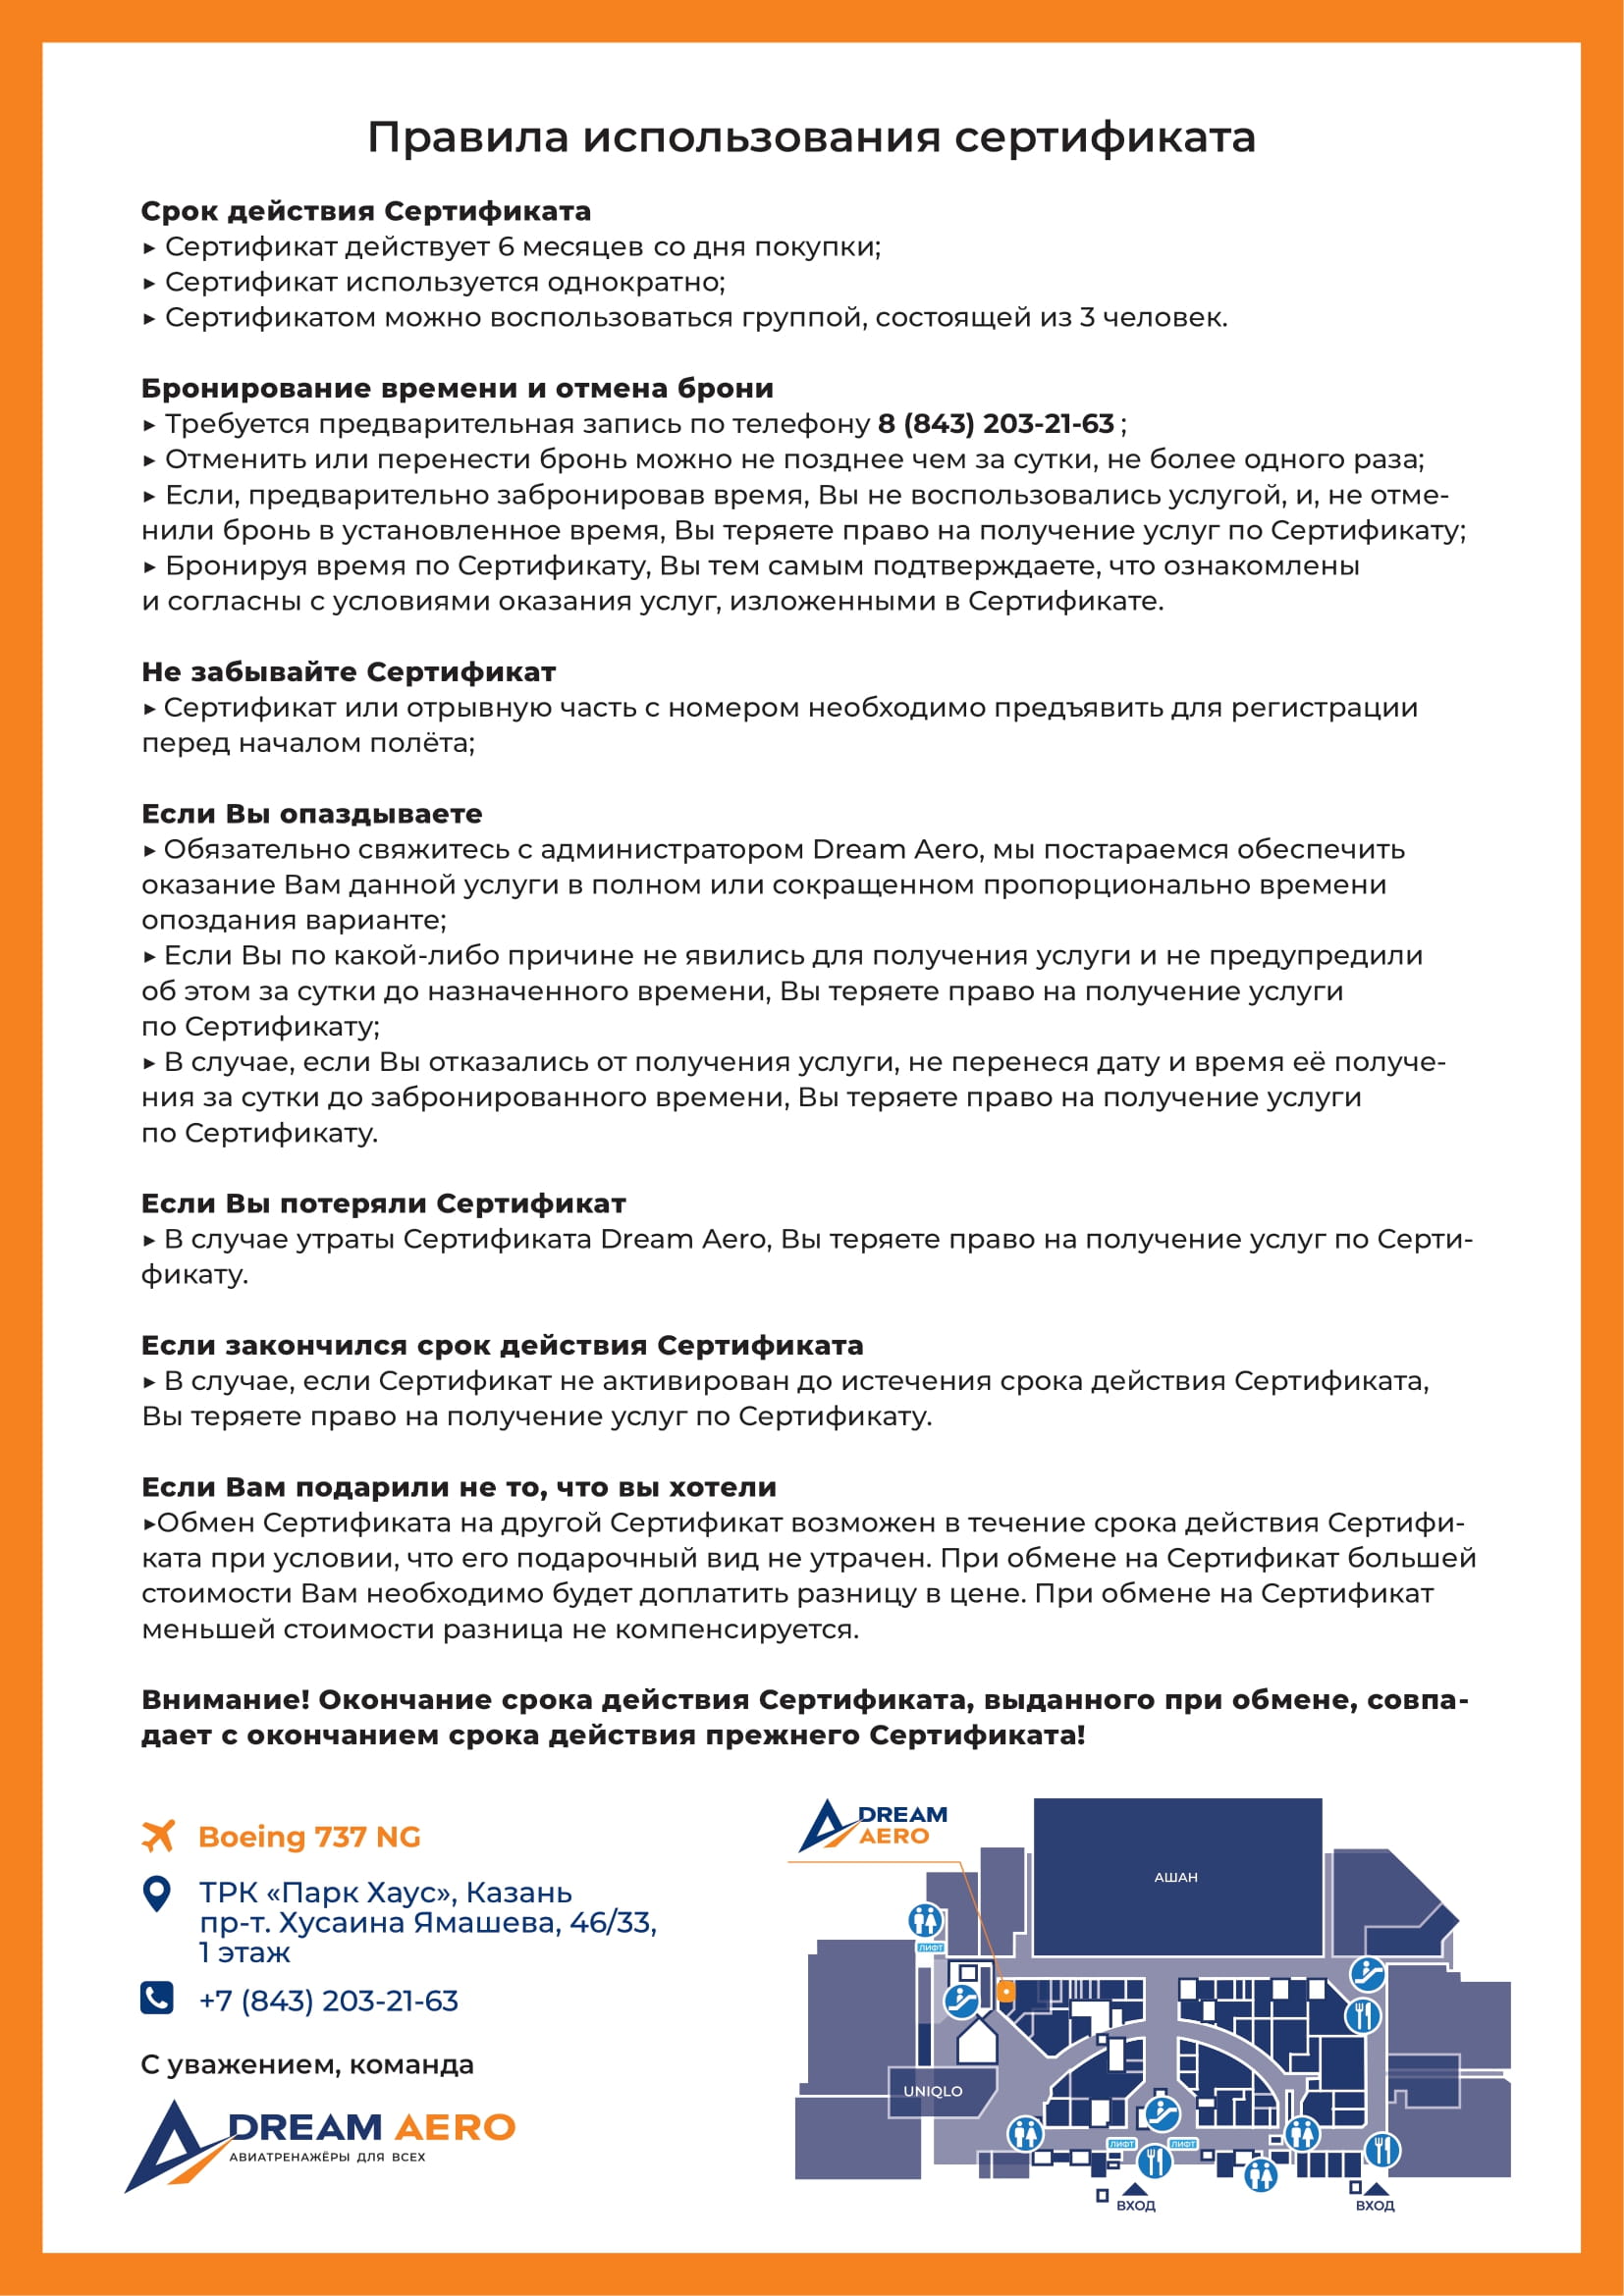 Правила использования сертификата
Срок действия Сертификата
▸ Сертификат действует 6 месяцев со дня покупки;
▸ Сертификат используется однократно;
▸ Сертификатом можно воспользоваться группой, состоящей из 3 человек.
Бронирование времени и отмена брони
▸ Требуется предварительная запись по телефону 8 (843) 203-21-63 ;
▸ Отменить или перенести бронь можно не позднее чем за сутки, не более одного раза;
▸ Если, предварительно забронировав время, Вы не воспользовались услугой, и, не отме-
нили бронь в установленное время, Вы теряете право на получение услуг по Сертификату;
▸ Бронируя время по Сертификату, Вы тем самым подтверждаете, что ознакомлены
и согласны с условиями оказания услуг, изложенными в Сертификате.
Не забывайте Сертификат
▸ Сертификат или отрывную часть с номером необходимо предъявить для регистрации
перед началом полёта;
Если Вы опаздываете
▸ Обязательно свяжитесь с администратором Dream Aero, мы постараемся обеспечить
оказание Вам данной услуги в полном или сокращенном пропорционально времени
опоздания варианте;
▸ Если Вы по какой-либо причине не явились для получения услуги и не предупредили
об этом за сутки до назначенного времени, Вы теряете право на получение услуги
по Сертификату;
▸ В случае, если Вы отказались от получения услуги, не перенеся дату и время её получе-
ния за сутки до забронированного времени, Вы теряете право на получение услуги
по Сертификату.
Если Вы потеряли Сертификат
▸ В случае утраты Сертификата Dream Aero, Вы теряете право на получение услуг по Серти-
фикату.
Если закончился срок действия Сертификата
▸ В случае, если Сертификат не активирован до истечения срока действия Сертификата,
Вы теряете право на получение услуг по Сертификату.
Если Вам подарили не то, что вы хотели
▸Обмен Сертификата на другой Сертификат возможен в течение срока действия Сертифи-
ката при условии, что его подарочный вид не утрачен. При обмене на Сертификат большей
стоимости Вам необходимо будет доплатить разницу в цене. При обмене на Сертификат
меньшей стоимости разница не компенсируется.
Внимание! Окончание срока действия Сертификата, выданного при обмене, совпа-
дает с окончанием срока действия прежнего Сертификата!
Boeing 737 NG
ТРК «Парк Хаус», Казань
пр-т. Хусаина Ямашева, 46/33,
1 этаж
+7 (843) 203-21-63
С уважением, команда
DREAM AERO
АВИАТРЕНАЖЁРЫ ДЛЯ ВСЕХ
DREAM
AERO
АШАН
ЛИФТ
UNIQLO
ЛИФТ
ЛИФТ
ВХОД
ВХОД